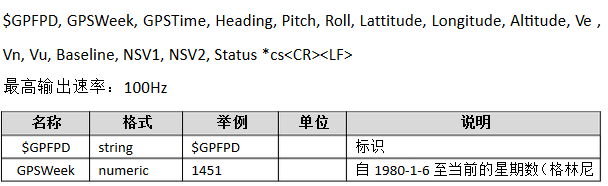 $GPFPD, GPSWeek, GPSTime, Heading, Pitch, Roll, Lattitude, Longitude, Altitude, Ve ,
Vn, Vu, Baseline, NSV1, NSV2, Status *cs<CR><LF>
最高输出速率：100Hz
名称 格式 举例 单位 说明
$GPFPD string $GPFPD 标识
GPSWeek numeric 1451 自 1980-1-6 至当前的星期数（格林尼